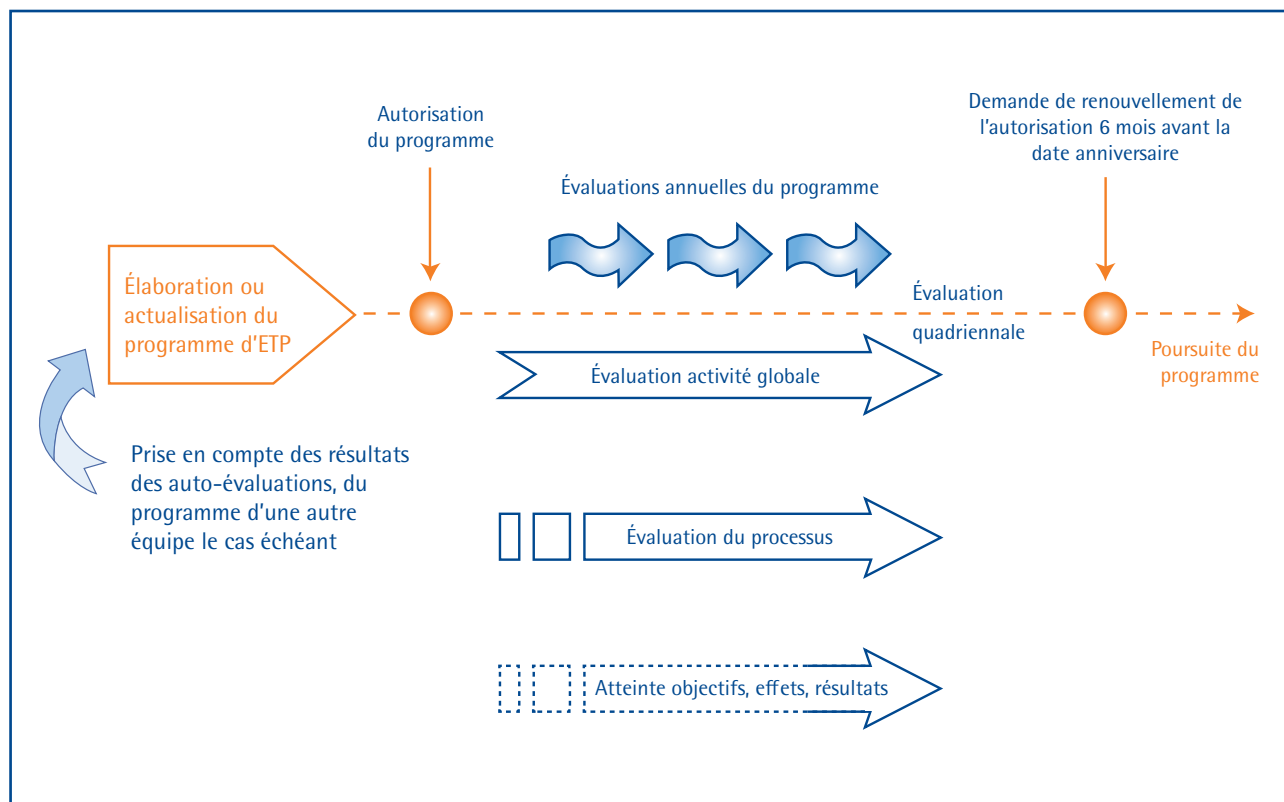 Autorisation
du programme
Demande de renouvellement de
l'autorisation 6 mois avant la
date anniversaire
Évaluations annuelles du programme
Élaboration ou
actualisation du
programme d'ETP
Évaluation
quadriennale
Poursuite du
programme
Évaluation activité globale
Prise en compte des résultats
des auto-évaluations, du
programme d'une autre
équipe le cas échéant
Évaluation du processus
Atteinte objectifs, effets, résultats